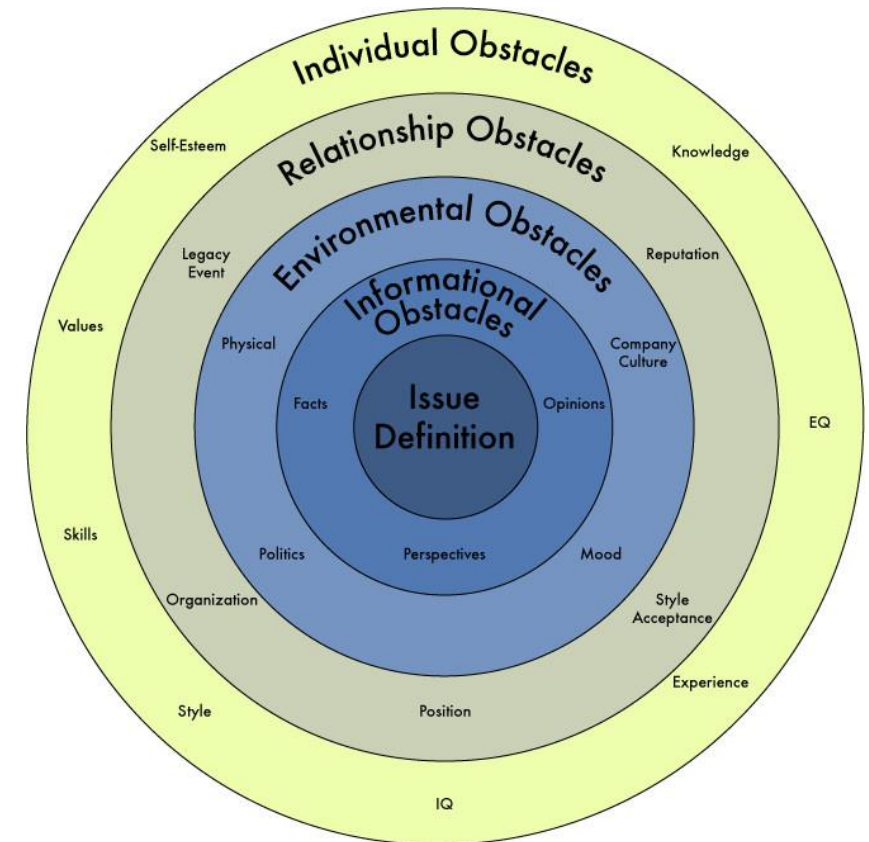 Individual Obstacles
Self-Esteem
Knowledge
Values
EQ
Skills
Experience
Style
IQ
Relationship Obstacles
Legacy
Event
Reputation
Organization
Style
Acceptance
Position
Environmental Obstacles
Physical
Company
Culture
Politics
Mood
Informational
Obstacles
Facts
Opinions
Perspectives
Issue
Definition